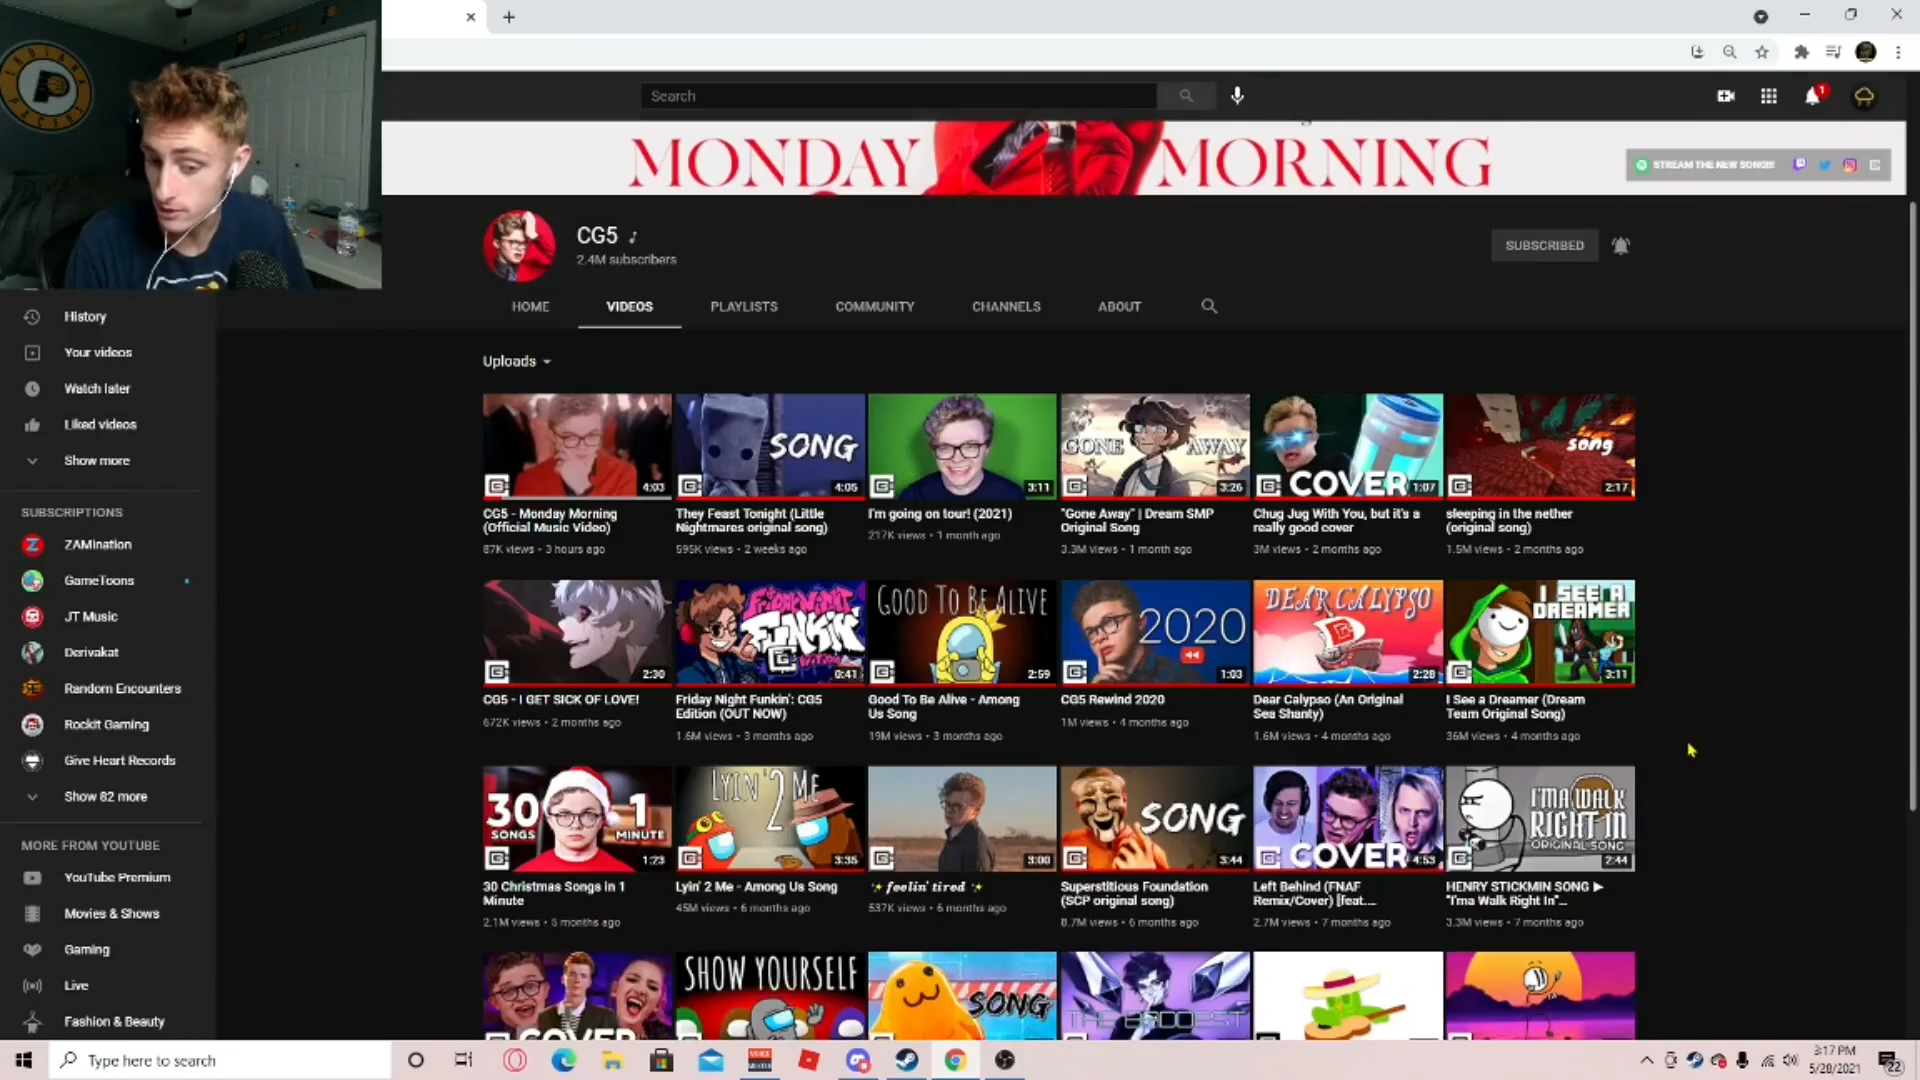 INDIANA
PACERS
Search
1
MONDAY MORNING
STREAM THE NEW SONG!!!
CG5 ♪
2.4M subscribers
SUBSCRIBED
HOME VIDEOS PLAYLISTS COMMUNITY CHANNELS ABOUT
History
Your videos
Watch later
Liked videos
Show more
SUBSCRIPTIONS
ZAMination
GameToons
JT Music
Derivakat
Random Encounters
Rockit Gaming
Give Heart Records
Show 82 more
MORE FROM YOUTUBE
YouTube Premium
Movies & Shows
Gaming
Live
Fashion & Beauty
Uploads
4:03
CG5 - Monday Morning
(Official Music Video)
87K views • 3 hours ago
SONG
4:05
They Feast Tonight (Little
Nightmares original song)
595K views • 2 weeks ago
3:11
I'm going on tour! (2021)
217K views • 1 month ago
GONE AWAY
3:26
"Gone Away" | Dream SMP
Original Song
3.3M views • 1 month ago
COVER
1:07
Chug Jug With You, but it's a
really good cover
3M views • 2 months ago
song
2:17
sleeping in the nether
(original song)
1.5M views • 2 months ago
2:30
CG5 - I GET SICK OF LOVE!
672K views • 2 months ago
FRIDAY NIGHT
FUNKIN'
EDITION
0:41
Friday Night Funkin': CG5
Edition (OUT NOW)
1.6M views • 3 months ago
GOOD TO BE ALIVE
2:59
Good To Be Alive - Among
Us Song
19M views • 3 months ago
2020
1:03
CG5 Rewind 2020
1M views • 4 months ago
DEAR CALYPSO
2:28
Dear Calypso (An Original
Sea Shanty)
1.6M views • 4 months ago
I SEE A
DREAMER
3:11
I See a Dreamer (Dream
Team Original Song)
36M views • 4 months ago
30 1
SONGS MINUTE
1:23
30 Christmas Songs in 1
Minute
2.1M views • 5 months ago
LYIN' 2 ME
3:35
Lyin' 2 Me - Among Us Song
45M views • 6 months ago
3:00
✨ feelin' tired ✨
537K views • 6 months ago
SONG
3:44
Superstitious Foundation
(SCP original song)
8.7M views • 6 months ago
COVER
4:53
Left Behind (FNAF
Remix/Cover) [feat....
2.7M views • 7 months ago
I'MA WALK
RIGHT IN
ORIGINAL SONG
2:44
HENRY STICKMIN SONG ▶
"I'ma Walk Right In"...
3.3M views • 7 months ago
COVER
SHOW YOURSELF
SONG
THE BADDEST
Type here to search
3:17 PM
5/28/2021
22